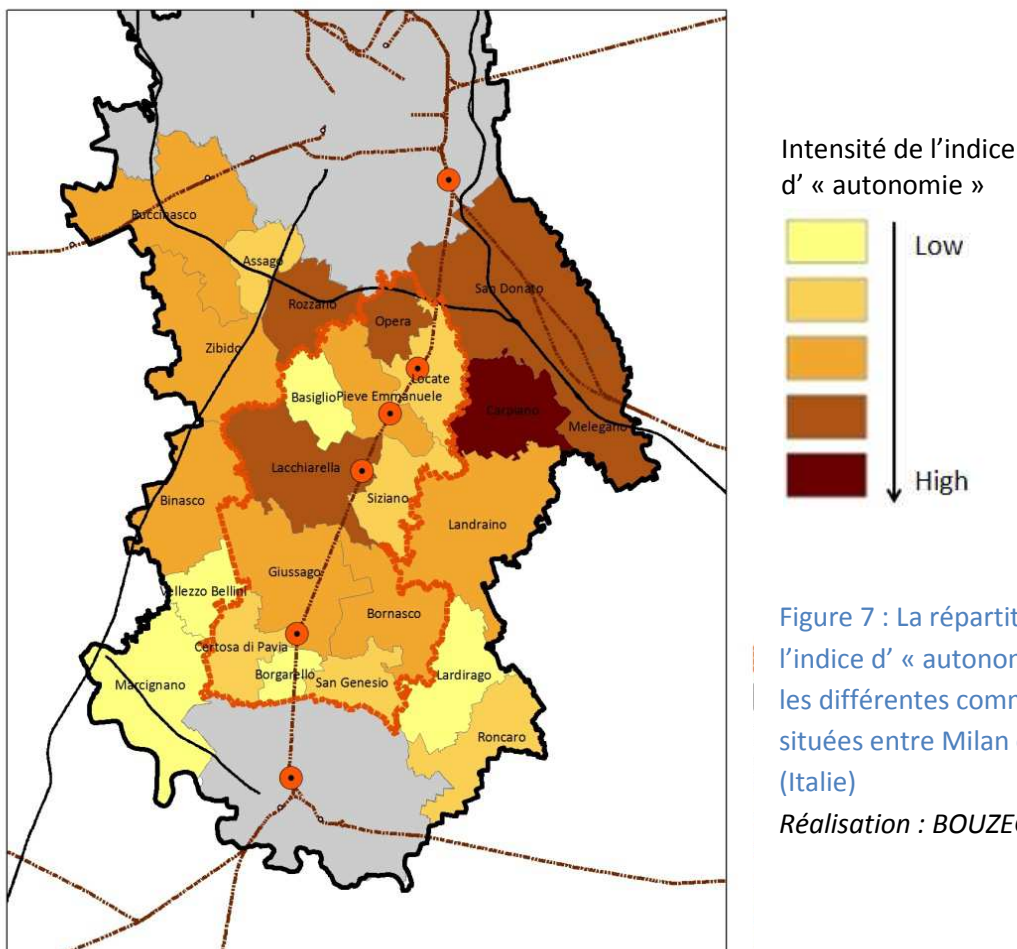 Intensité de l'indice
d' « autonomie »
Low
High
Buccinasco
Assago
San Donato
Rozzano
Opera
Zibido
Locate
Basiglio
Pieve Emmanuele
Carpiano
Melegano
Lacchiarella
Binasco
Siziano
Landraino
Giussago
Vellezzo Bellini
Bornasco
Certosa di Pavia
Marcignano
Borgarello
San Genesio
Lardirago
Roncaro
Figure 7 : La répartit
l'indice d' « autonom
les différentes comm
situées entre Milan
(Italie)
Réalisation : BOUZE